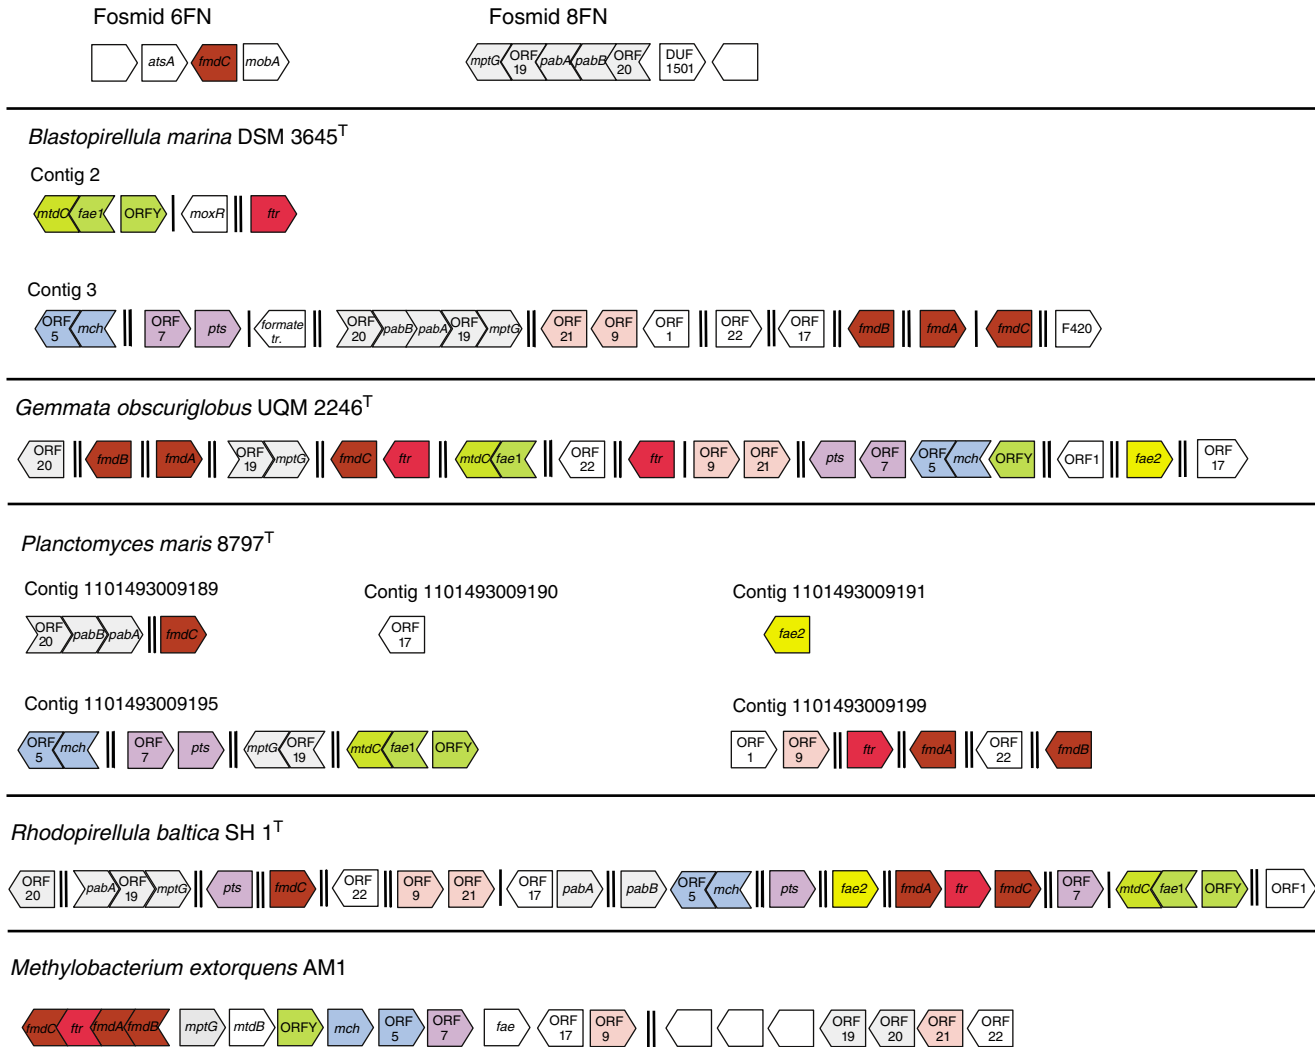 Fosmid 6FN Fosmid 8FN
atsA fmdC mobA mptG ORF 19 pabA pabB ORF 20 DUF 1501
Blastopirellula marina DSM 3645T
Contig 2
mtdC fae1 ORFY moxR ftr
Contig 3
ORF 5 mch ORF 7 pts formate tr. ORF 20 pabB pabA ORF 19 mptG ORF 21 ORF 9 ORF 1 ORF 22 ORF 17 fmdB fmdA fmdC F420
Gemmata obscuriglobus UQM 2246T
ORF 20 fmdB fmdA ORF 19 mptG fmdC ftr mtdC fae1 ORF 22 ftr ORF 9 ORF 21 pts ORF 7 ORF 5 mch ORFY ORF1 fae2 ORF 17
Planctomyces maris 8797T
Contig 1101493009189 Contig 1101493009190 Contig 1101493009191
ORF 20 pabB pabA fmdC ORF 17 fae2
Contig 1101493009195 Contig 1101493009199
ORF 5 mch ORF 7 pts mptG ORF 19 mtdC fae1 ORFY ORF 1 ORF 9 ftr fmdA ORF 22 fmdB
Rhodopirellula baltica SH 1T
ORF 20 pabA ORF 19 mptG pts fmdC ORF 22 ORF 9 ORF 21 ORF 17 pabA pabB ORF 5 mch pts fae2 fmdA ftr fmdC ORF 7 mtdC fae1 ORFY ORF1
Methylobacterium extorquens AM1
fmdC ftr fmdA fmdB mptG mtdB ORFY mch ORF 5 ORF 7 fae ORF 17 ORF 9 ORF 19 ORF 20 ORF 21 ORF 22